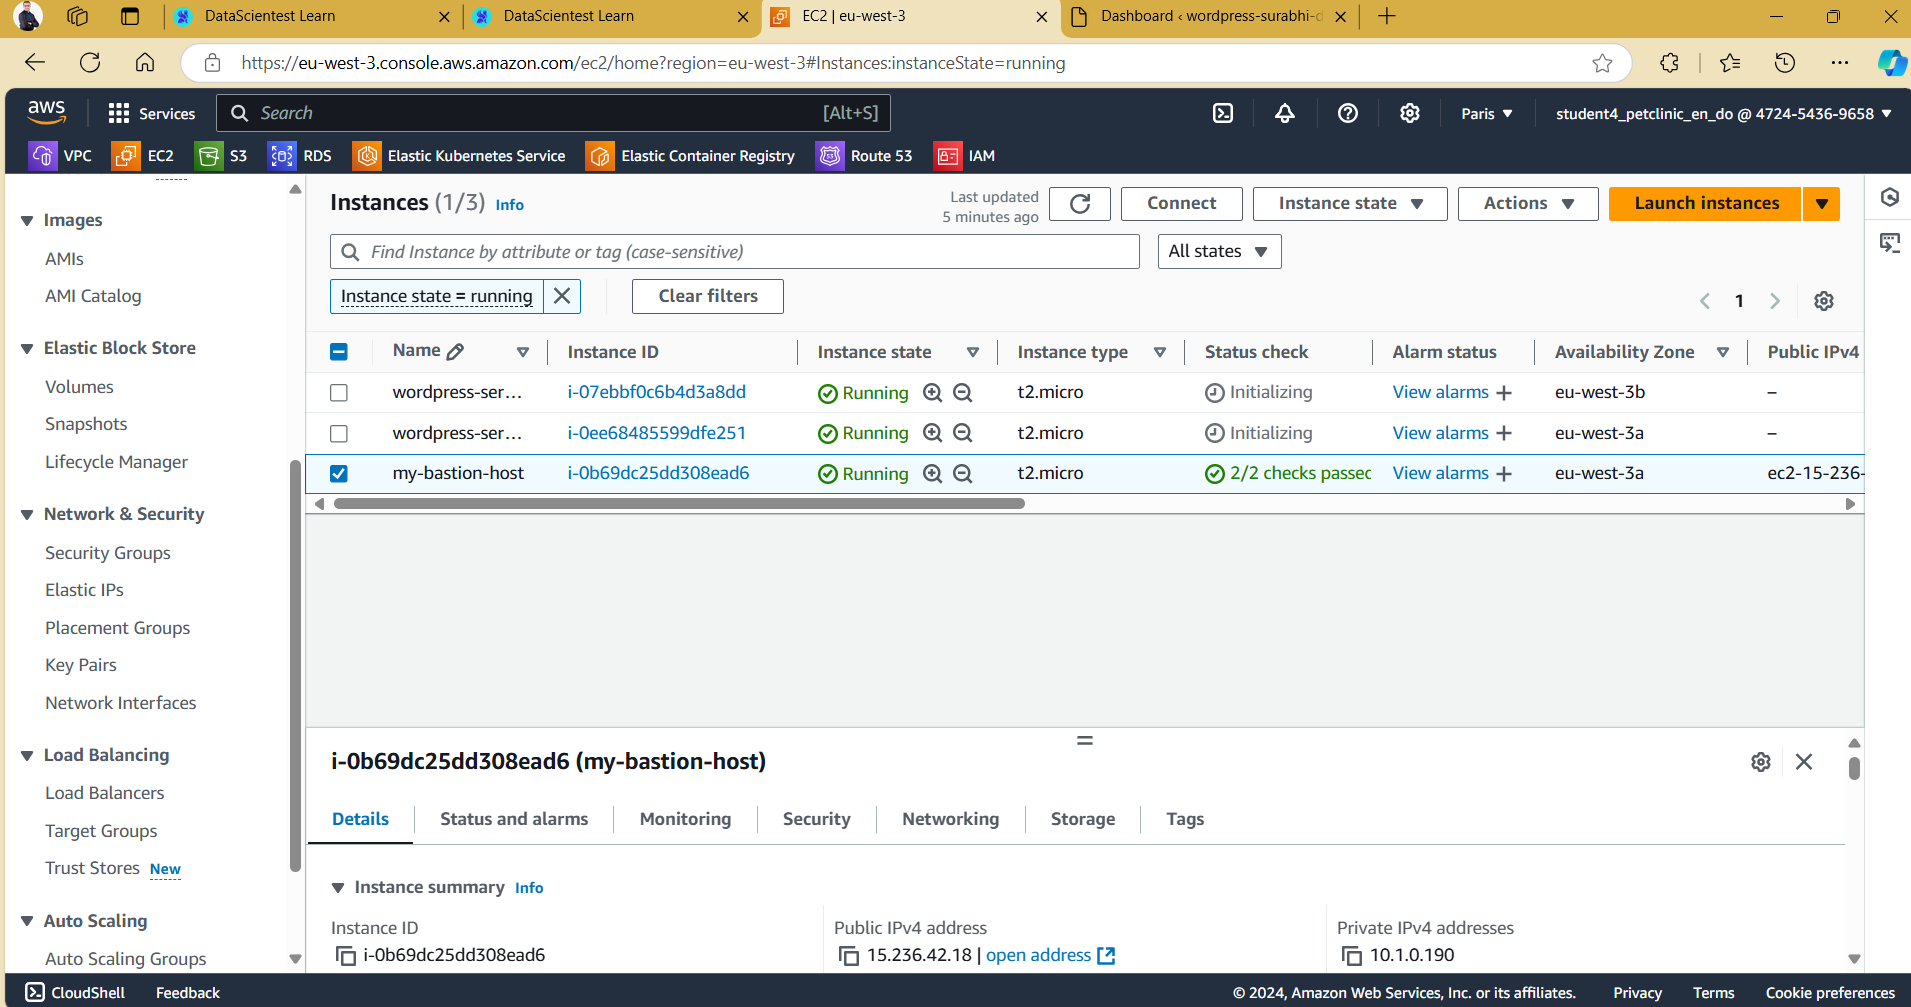 DataScientest Learn
DataScientest Learn
EC2 | eu-west-3
Dashboard ‹ wordpress-surabhi-d
https://eu-west-3.console.aws.amazon.com/ec2/home?region=eu-west-3#Instances:instanceState=running
aws
Services
Search
[Alt+S]
Paris
student4_petclinic_en_do @ 4724-5436-9658
VPC
EC2
S3
RDS
Elastic Kubernetes Service
Elastic Container Registry
Route 53
IAM
Images
AMIs
AMI Catalog
Elastic Block Store
Volumes
Snapshots
Lifecycle Manager
Network & Security
Security Groups
Elastic IPs
Placement Groups
Key Pairs
Network Interfaces
Load Balancing
Load Balancers
Target Groups
Trust Stores New
Auto Scaling
Auto Scaling Groups
Instances (1/3) Info
Last updated
5 minutes ago
Connect
Instance state
Actions
Launch instances
Find Instance by attribute or tag (case-sensitive)
All states
Instance state = running
Clear filters
1
Name Instance ID Instance state Instance type Status check Alarm status Availability Zone Public IPv4
wordpress-ser... i-07ebbf0c6b4d3a8dd Running t2.micro Initializing View alarms eu-west-3b –
wordpress-ser... i-0ee68485599dfe251 Running t2.micro Initializing View alarms eu-west-3a –
my-bastion-host i-0b69dc25dd308ead6 Running t2.micro 2/2 checks passec View alarms eu-west-3a ec2-15-236-
i-0b69dc25dd308ead6 (my-bastion-host)
Details
Status and alarms
Monitoring
Security
Networking
Storage
Tags
Instance summary Info
Instance ID
i-0b69dc25dd308ead6
Public IPv4 address
15.236.42.18 | open address
Private IPv4 addresses
10.1.0.190
CloudShell
Feedback
© 2024, Amazon Web Services, Inc. or its affiliates.
Privacy
Terms
Cookie preferences